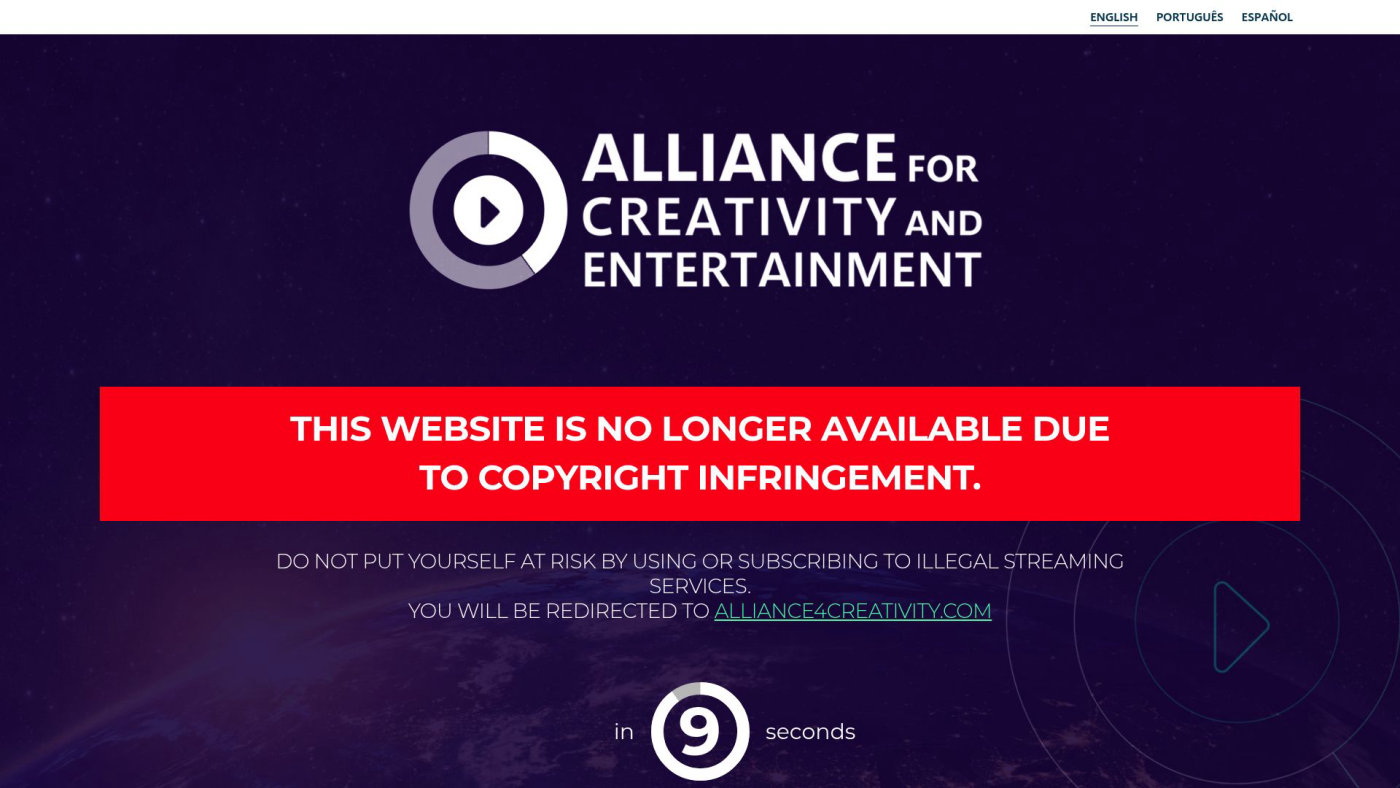 ENGLISH PORTUGUÊS ESPAÑOL
ALLIANCE FOR
CREATIVITY AND
ENTERTAINMENT
THIS WEBSITE IS NO LONGER AVAILABLE DUE
TO COPYRIGHT INFRINGEMENT.
DO NOT PUT YOURSELF AT RISK BY USING OR SUBSCRIBING TO ILLEGAL STREAMING
SERVICES.
YOU WILL BE REDIRECTED TO ALLIANCE4CREATIVITY.COM
in 9 seconds